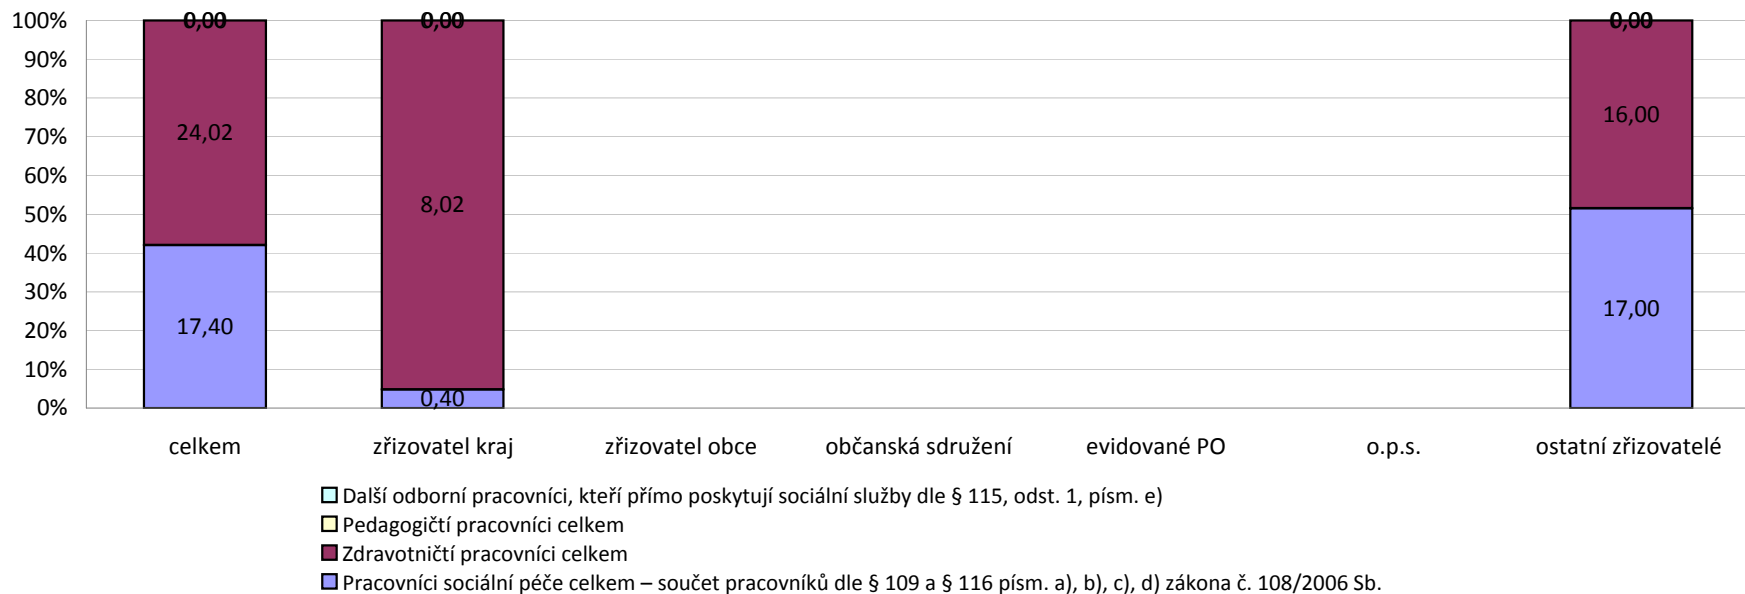 100%
90%
80%
70%
60%
50%
40%
30%
20%
10%
0%
0,00
24,02
17,40
0,00
8,02
0,40
0,00
16,00
17,00
celkem
zřizovatel kraj
zřizovatel obce
občanská sdružení
evidované PO
o.p.s.
ostatní zřizovatelé
Další odborní pracovníci, kteří přímo poskytují sociální služby dle § 115, odst. 1, písm. e)
Pedagogičtí pracovníci celkem
Zdravotničtí pracovníci celkem
Pracovníci sociální péče celkem – součet pracovníků dle § 109 a § 116 písm. a), b), c), d) zákona č. 108/2006 Sb.